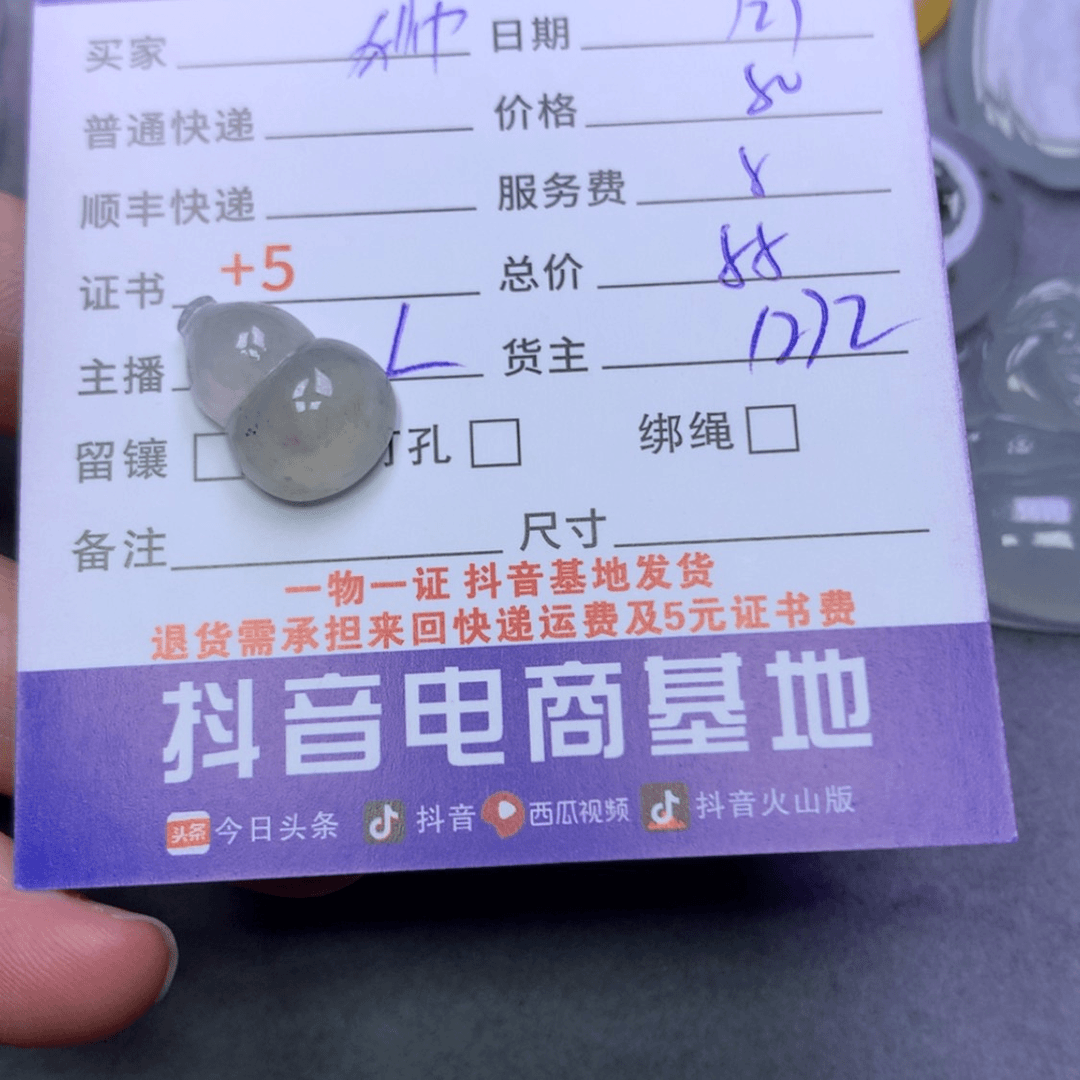 买家 日期 121
普通快递 价格 80
顺丰快递 服务费 8
证书 +5 总价 88
主播 L 货主
留镶 孔 绑绳
备注 尺寸
一物一证 抖音基地发货
退货需承担来回快递运费及5元证书费
抖音电商基地
头条 今日头条 抖音 西瓜视频 抖音火山版